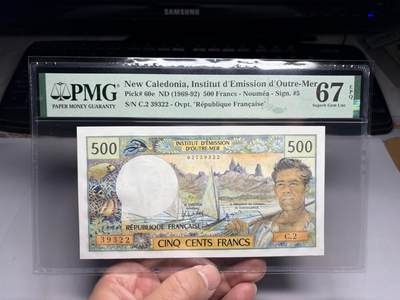 SAMSUNG
PMG
PAPER MONEY GUARANTY
New Caledonia, Institut d'Emission d'Outre-Mer
Pick# 60e ND (1969-92) 500 Francs - Nouméa - Sign. #5
S/N C.2 39322 - Ovpt. "République Française"
67 EPQ
Superb Gem Unc
500
INSTITUT D'ÉMISSION
D'OUTRE-MER
02739322
500
RÉPUBLIQUE FRANÇAISE
39322
CINQ CENTS FRANCS
C.2